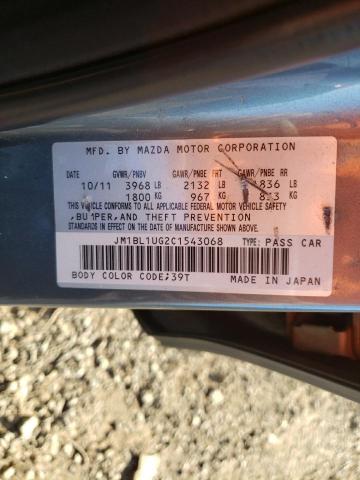 MFD. BY MAZDA MOTOR CORPORATION
DATE GVWR/PNBV GAWR/PNBE FRT GAWR/PNBE RR
10/11 3968 LB 2132 LB 1836 LB
1800 KG 967 KG 833 KG
THIS VEHICLE CONFORMS TO ALL APPLICABLE FEDERAL MOTOR VEHICLE SAFETY
,BUMPER,AND THEFT PREVENTION
STANDARDS IN EFFECT ON THE DATE OF MANUFACTURE SHOWN ABOVE.
JM1BL1UG2C1543068 TYPE: PASS CAR
BODY COLOR CODE;39T MADE IN JAPAN